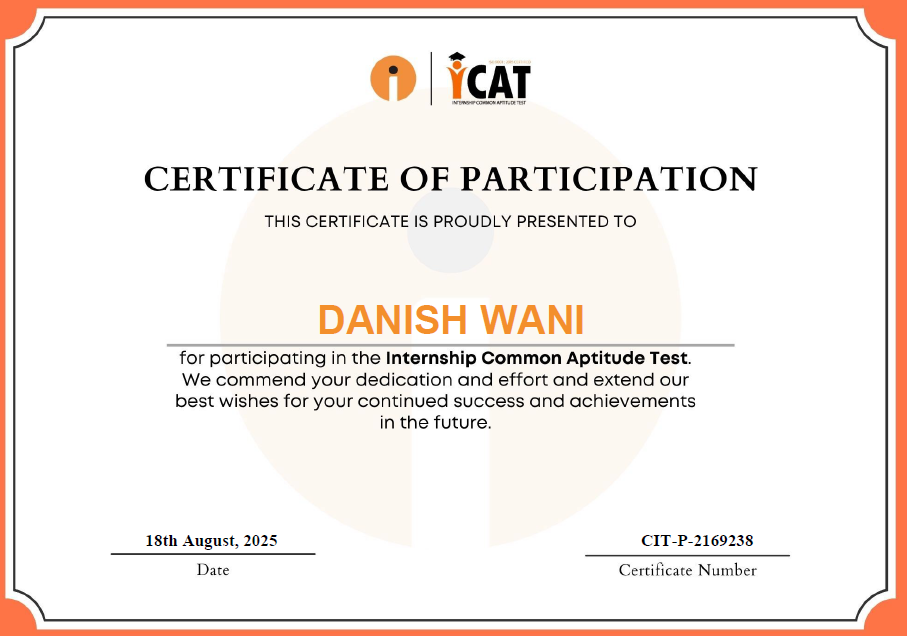 iCAT
INTERNSHIP COMMON APTITUDE TEST
CERTIFICATE OF PARTICIPATION
THIS CERTIFICATE IS PROUDLY PRESENTED TO
DANISH WANI
for participating in the Internship Common Aptitude Test.
We commend your dedication and effort and extend our
best wishes for your continued success and achievements
in the future.
18th August, 2025
Date
CIT-P-2169238
Certificate Number